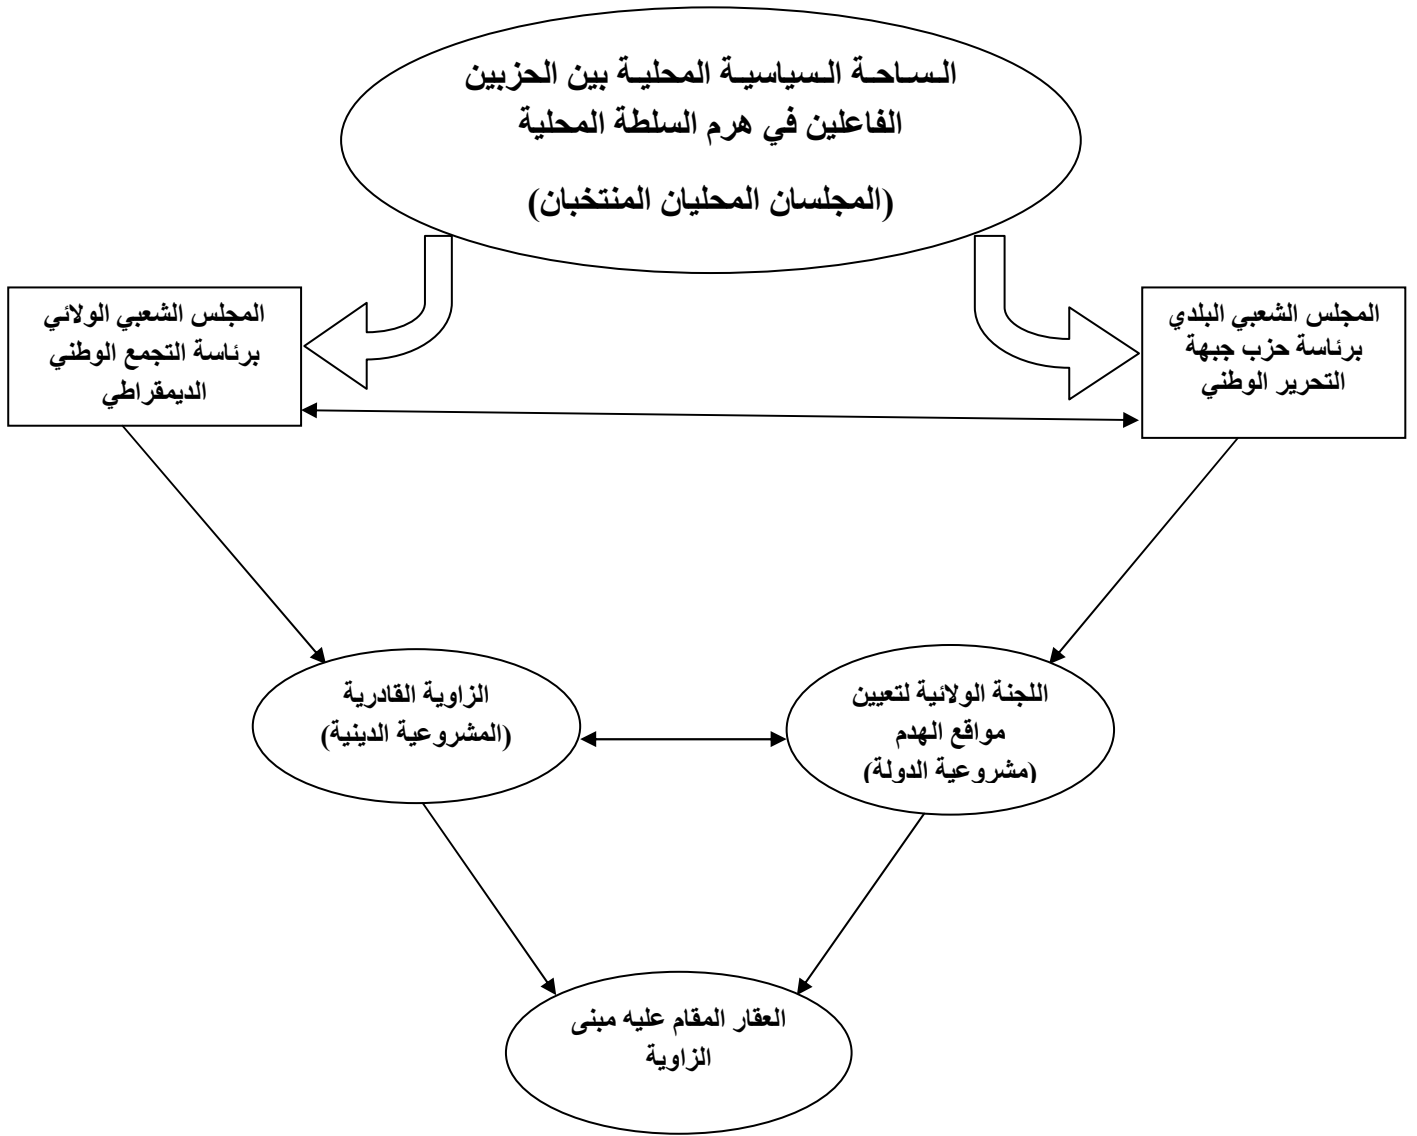 الساحة السياسية المحلية بين الحزبين
الفاعلين في هرم السلطة المحلية
(المجلسان المحليان المنتخبان)
المجلس الشعبي البلدي
برئاسة حزب جبهة
التحرير الوطني
المجلس الشعبي الولائي
برئاسة التجمع الوطني
الديمقراطي
اللجنة الولائية لتعيين
مواقع الهدم
(مشروعية الدولة)
الزاوية القادرية
(المشروعية الدينية)
العقار المقام عليه مبنى
الزاوية